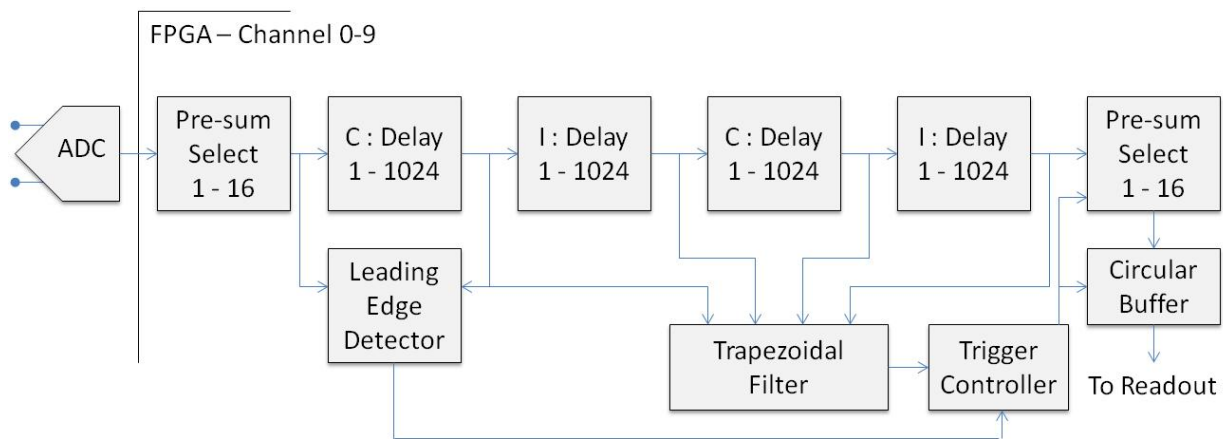 FPGA – Channel 0-9
ADC
Pre-sum
Select
1 - 16
C : Delay
1 - 1024
I : Delay
1 - 1024
C : Delay
1 - 1024
I : Delay
1 - 1024
Pre-sum
Select
1 - 16
Leading
Edge
Detector
Trapezoidal
Filter
Trigger
Controller
Circular
Buffer
To Readout